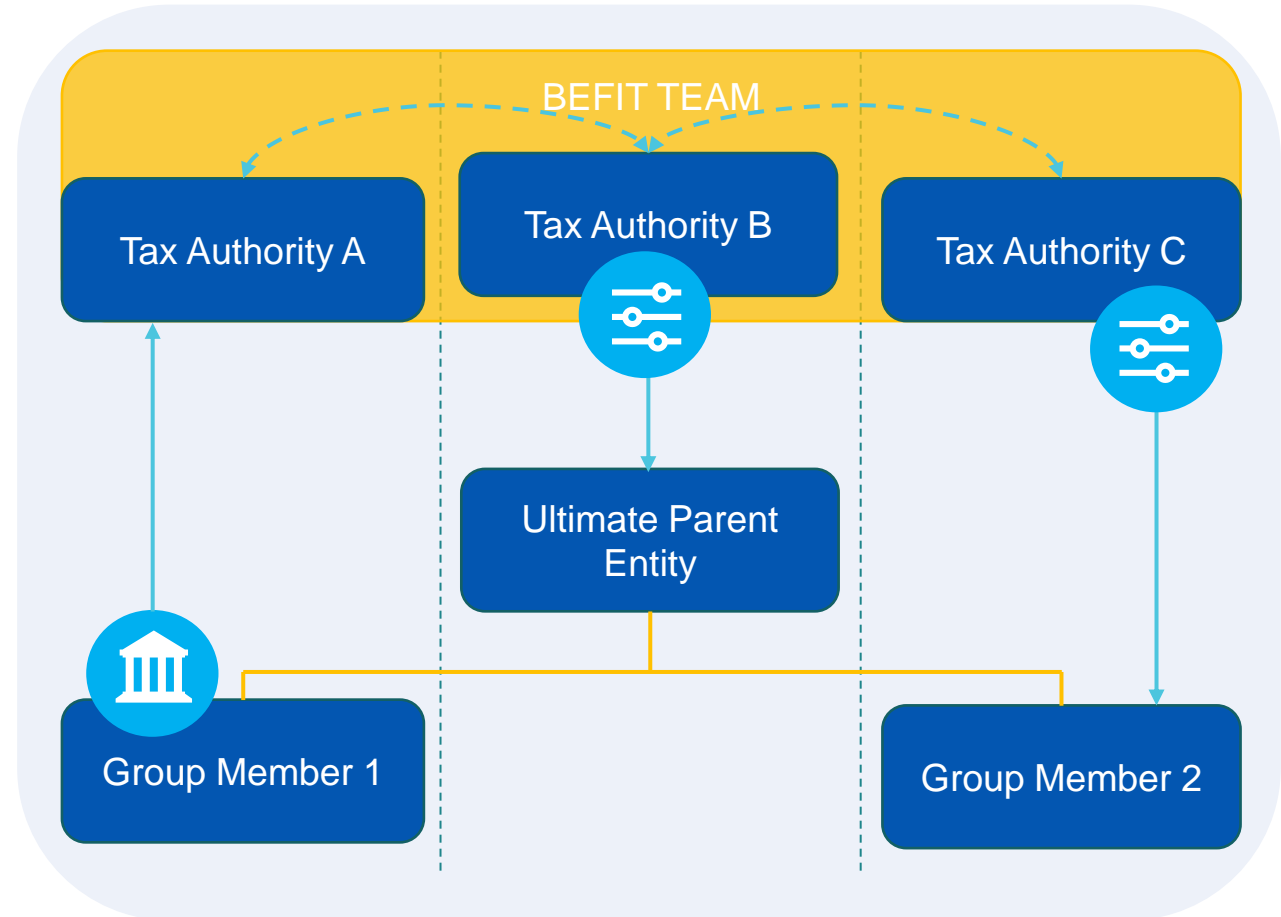 BEFIT TEAM
Tax Authority A
Tax Authority B
Tax Authority C
Ultimate Parent
Entity
Group Member 1
Group Member 2